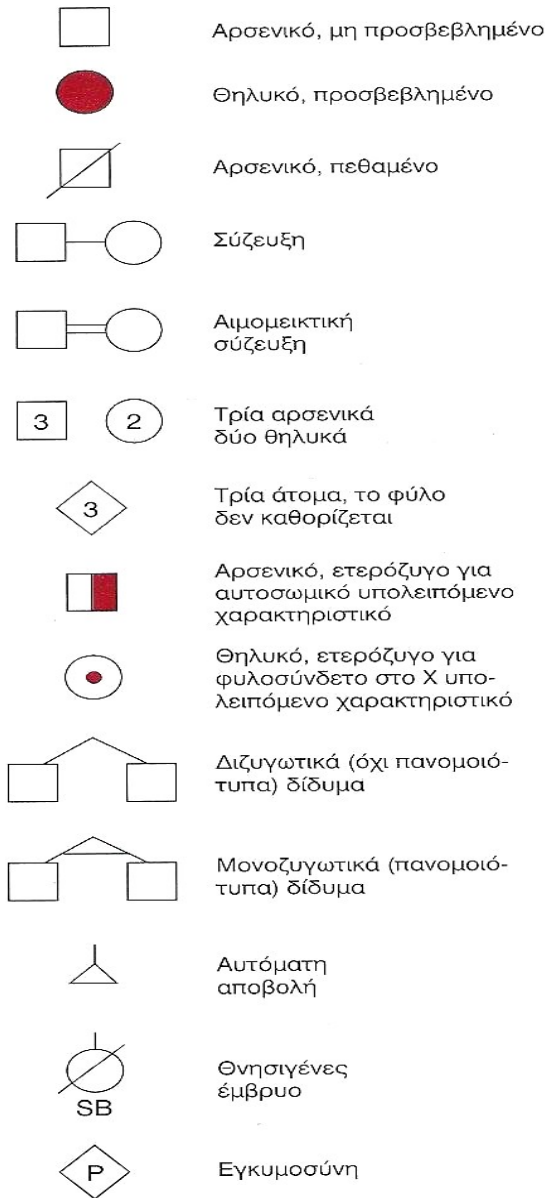 Αρσενικό, μη προσβεβλημένο
Θηλυκό, προσβεβλημένο
Αρσενικό, πεθαμένο
Σύζευξη
Αιμομεικτική
σύζευξη
3 2 Τρία αρσενικά
δύο θηλυκά
3 Τρία άτομα, το φύλο
δεν καθορίζεται
Αρσενικό, ετερόζυγο για
αυτοσωμικό υπολειπόμενο
χαρακτηριστικό
Θηλυκό, ετερόζυγο για
φυλοσύνδετο στο Χ υπο-
λειπόμενο χαρακτηριστικό
Διζυγωτικά (όχι πανομοιό-
τυπα) δίδυμα
Μονοζυγωτικά (πανομοιό-
τυπα) δίδυμα
Αυτόματη
αποβολή
Θνησιγένες
έμβρυο
SB
P Εγκυμοσύνη